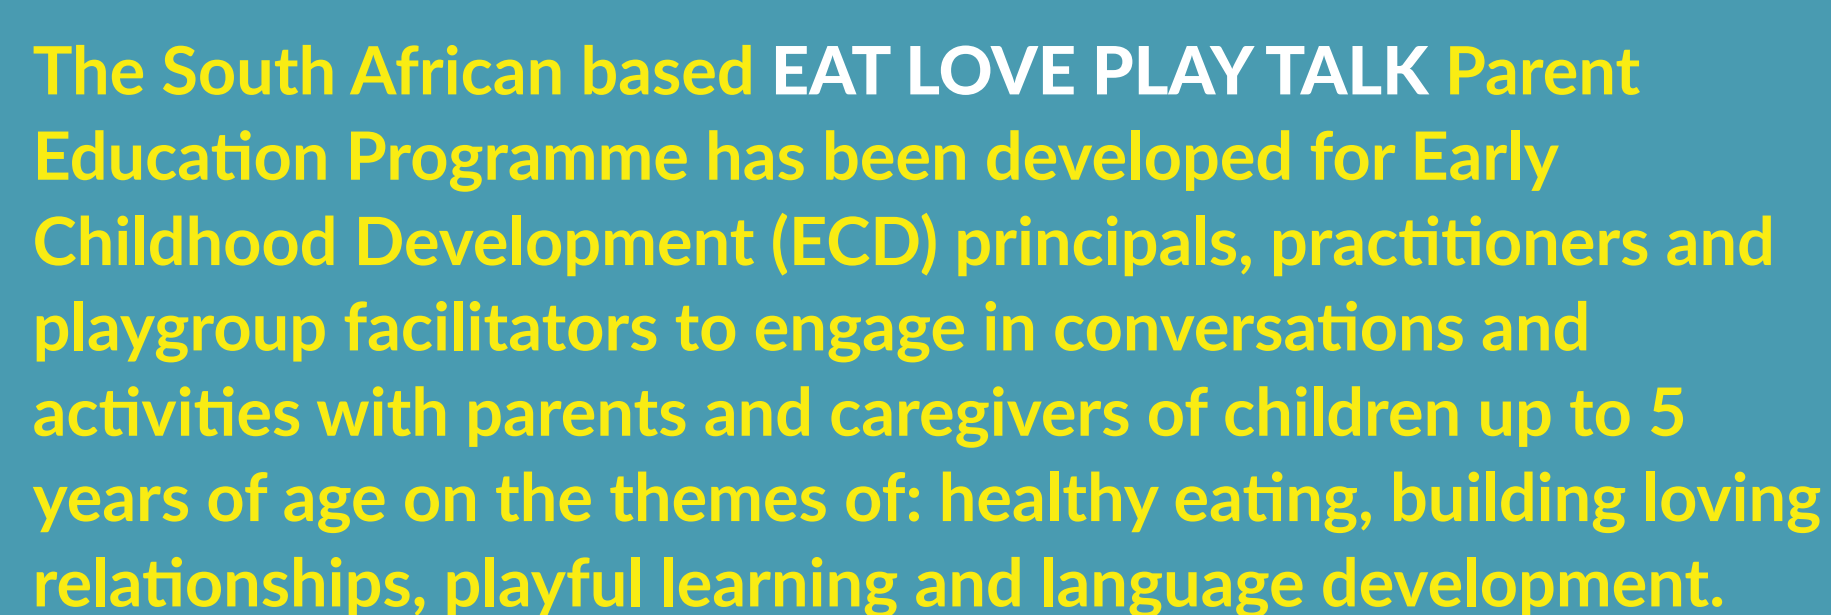 The South African based EAT LOVE PLAY TALK Parent
Education Programme has been developed for Early
Childhood Development (ECD) principals, practitioners and
playgroup facilitators to engage in conversations and
activities with parents and caregivers of children up to 5
years of age on the themes of: healthy eating, building loving
relationships, playful learning and language development.